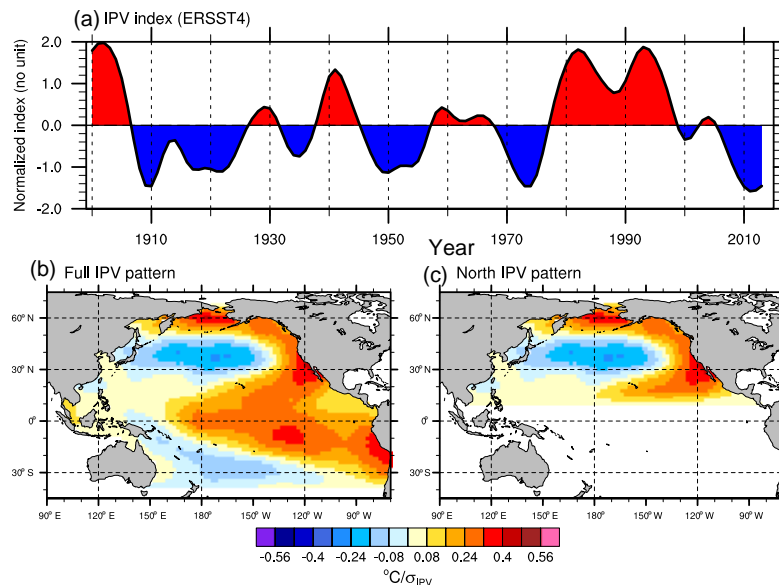 (a) IPV index (ERSST4)
Normalized index (no unit)
2.0
1.0
0.0
-1.0
-2.0
1910 1930 1950 1970 1990 2010
Year
(b) Full IPV pattern
60° N
30° N
0°
30° S
90° E 120° E 150° E 180° W 150° W 120° W 90° W
(c) North IPV pattern
60° N
30° N
0°
30° S
90° E 120° E 150° E 180° W 150° W 120° W 90° W
-0.56 -0.4 -0.24 -0.08 0.08 0.24 0.4 0.56
°C/σIPV